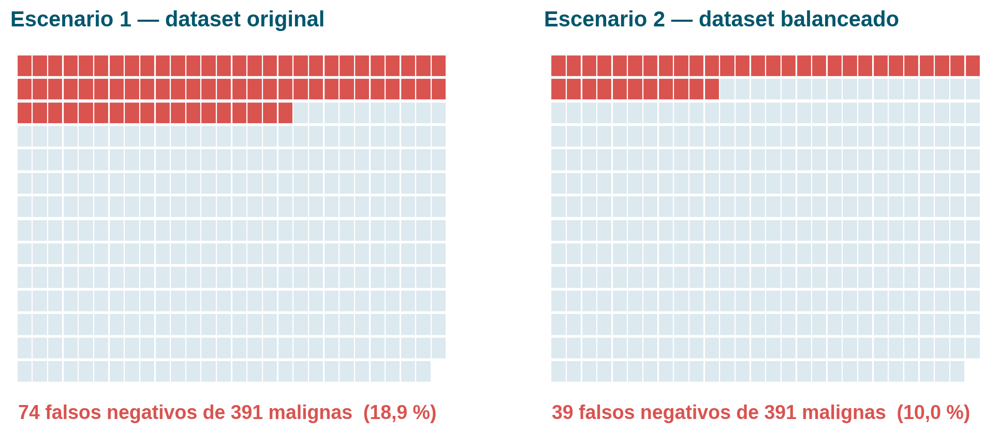 Escenario 1 — dataset original
Escenario 2 — dataset balanceado
74 falsos negativos de 391 malignas (18,9 %)
39 falsos negativos de 391 malignas (10,0 %)